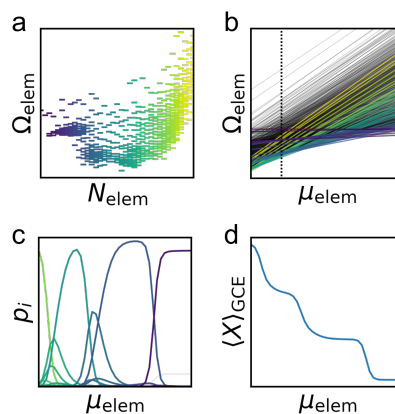 a
Ω_elem
N_elem
b
Ω_elem
μ_elem
c
p_i
μ_elem
d
⟨X⟩_GCE
μ_elem